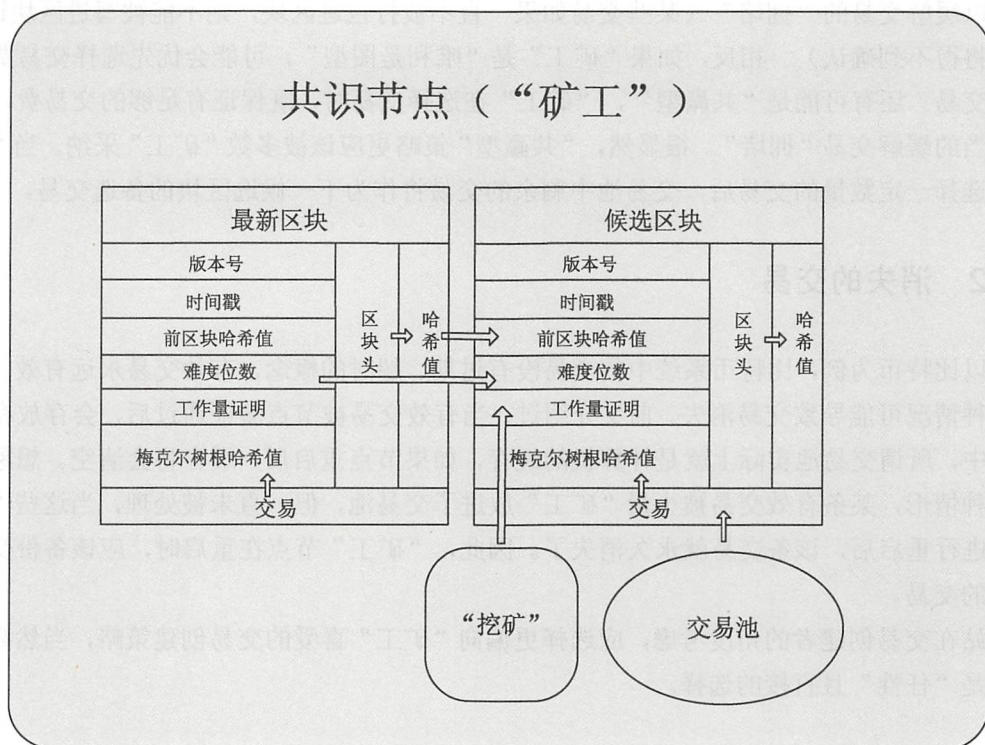 共识节点（“矿工”）
最新区块
候选区块
版本号
时间戳
前区块哈希值
难度位数
工作量证明
梅克尔树根哈希值
区块头
哈希值
交易
版本号
时间戳
前区块哈希值
难度位数
工作量证明
梅克尔树根哈希值
区块头
哈希值
交易
“挖矿”
交易池